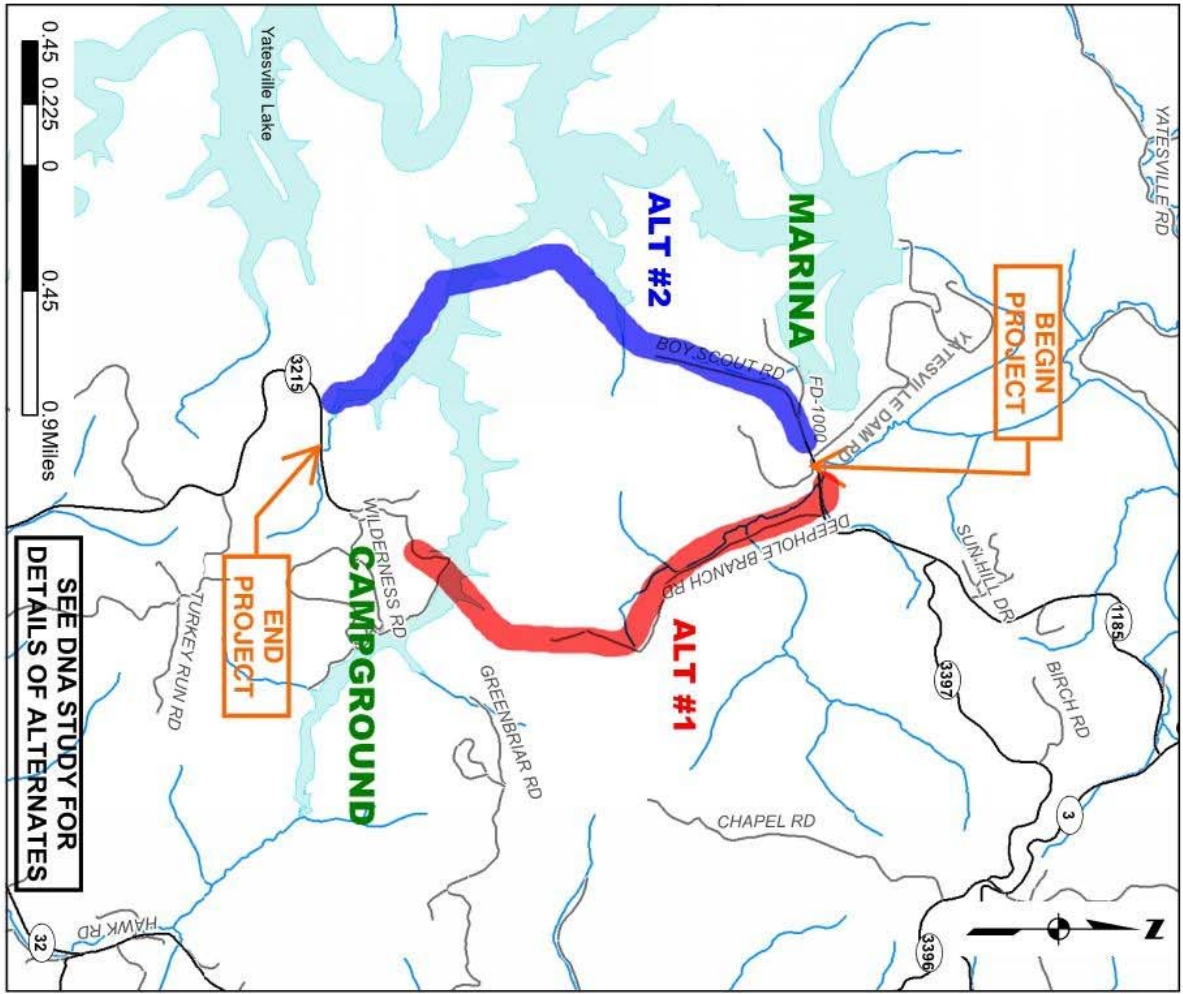 YATESVILLE RD
N
1185
BIRCH RD
3
BEGIN
PROJECT
SUN HILL DR
3397
3396
YATESVILLE DAM RD
MARINA
FD-1000
DEEPHOLE BRANCH RD
CHAPEL RD
BOY SCOUT RD
ALT #2
ALT #1
GREENBRIAR RD
WILDERNESS RD
CAMPGROUND
3215
END
PROJECT
Yatesville Lake
TURKEY RUN RD
HAWK RD
32
0.45 0.225 0 0.45 0.9Miles
SEE DNA STUDY FOR
DETAILS OF ALTERNATES